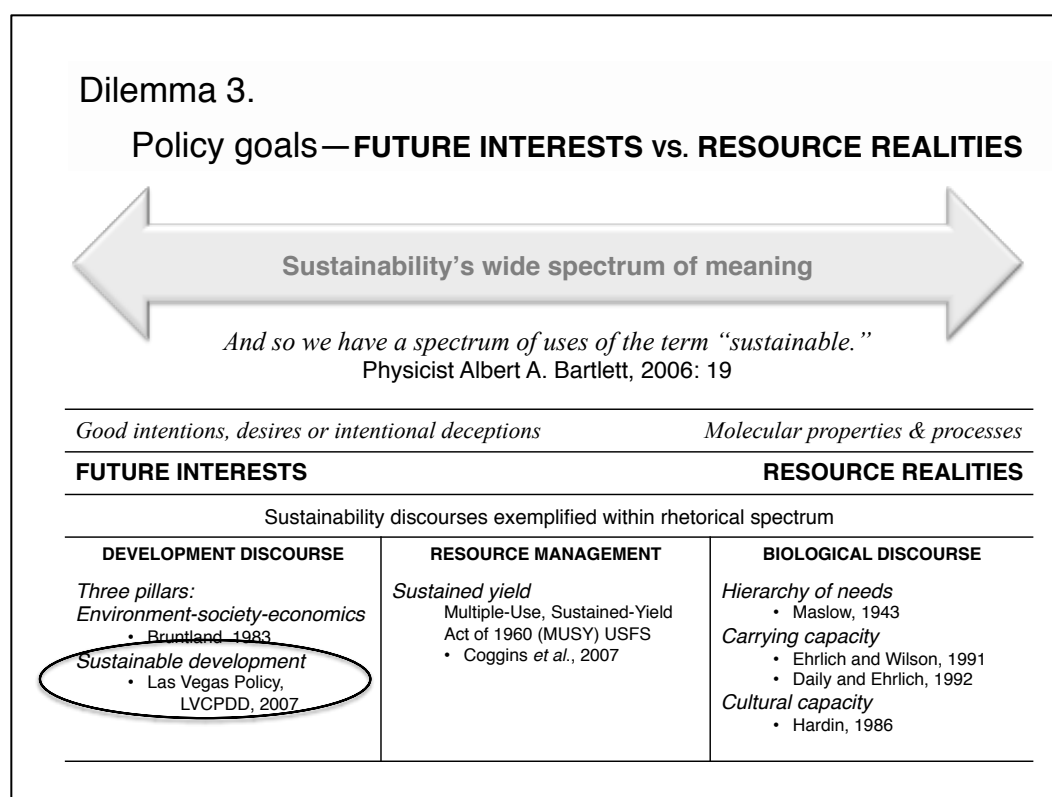 Dilemma 3.
Policy goals—FUTURE INTERESTS vs. RESOURCE REALITIES
Sustainability's wide spectrum of meaning
And so we have a spectrum of uses of the term “sustainable.”
Physicist Albert A. Bartlett, 2006: 19
Good intentions, desires or intentional deceptions
Molecular properties & processes
FUTURE INTERESTS
RESOURCE REALITIES
Sustainability discourses exemplified within rhetorical spectrum
DEVELOPMENT DISCOURSE
Three pillars:
Environment-society-economics
• Bruntland, 1983
Sustainable development
• Las Vegas Policy,
LVCPDD, 2007
RESOURCE MANAGEMENT
Sustained yield
Multiple-Use, Sustained-Yield
Act of 1960 (MUSY) USFS
• Coggins et al., 2007
BIOLOGICAL DISCOURSE
Hierarchy of needs
• Maslow, 1943
Carrying capacity
• Ehrlich and Wilson, 1991
• Daily and Ehrlich, 1992
Cultural capacity
• Hardin, 1986